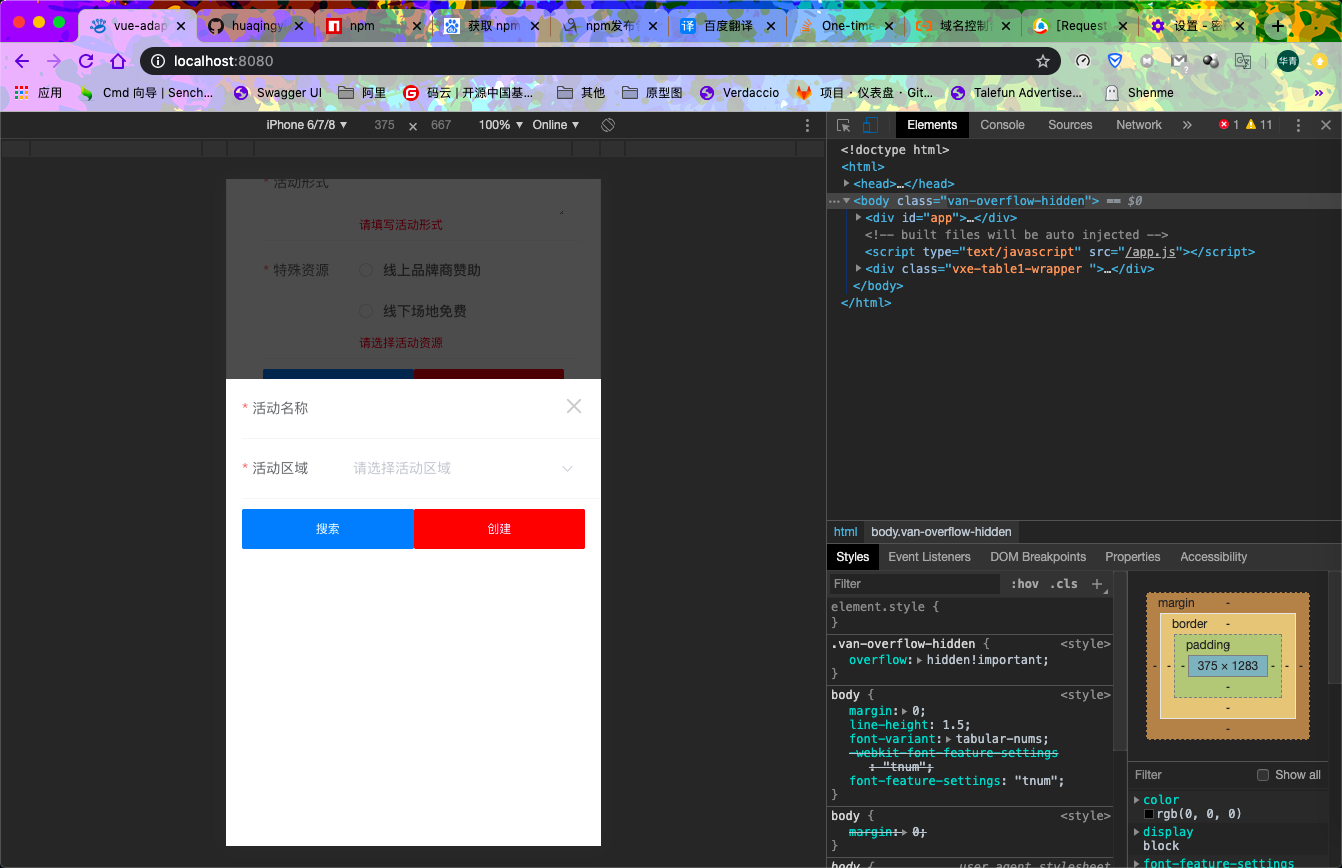 vue-adap
huaqingy
npm
获取 npm
npm发布
百度翻译
One-time
域名控制
[Request
设置 - 密
localhost:8080
华青
应用
Cmd 向导 | Sench...
Swagger UI
阿里
码云 | 开源中国基...
其他
原型图
Verdaccio
项目 · 仪表盘 · Git...
Talefun Advertise...
Shenme
»
iPhone 6/7/8 ▼
375 × 667
100% ▼
Online ▼
Elements
Console
Sources
Network
»
1
11
* 活动形式
请填写活动形式
* 特殊资源
线上品牌商赞助
线下场地免费
请选择活动资源
* 活动名称
* 活动区域
请选择活动区域
搜索
创建
<!doctype html>
<html>
<head>…</head>
<body class="van-overflow-hidden"> == $0
<div id="app">…</div>
<!-- built files will be auto injected -->
<script type="text/javascript" src="/app.js"></script>
<div class="vxe-table1-wrapper ">…</div>
</body>
</html>
html
body.van-overflow-hidden
Styles
Event Listeners
DOM Breakpoints
Properties
Accessibility
Filter
:hov
.cls
+
element.style {
}
.van-overflow-hidden {
<style>
overflow: hidden!important;
}
body {
<style>
margin: 0;
line-height: 1.5;
font-variant: tabular-nums;
-webkit-font-feature-settings
: "tnum";
font-feature-settings: "tnum";
}
body {
<style>
margin: 0;
}
body {
user agent stylesheet
margin
-
border
-
padding
-
- - - 375 × 1283 - - -
-
-
-
Filter
Show all
color
rgb(0, 0, 0)
display
block
font-feature-settings